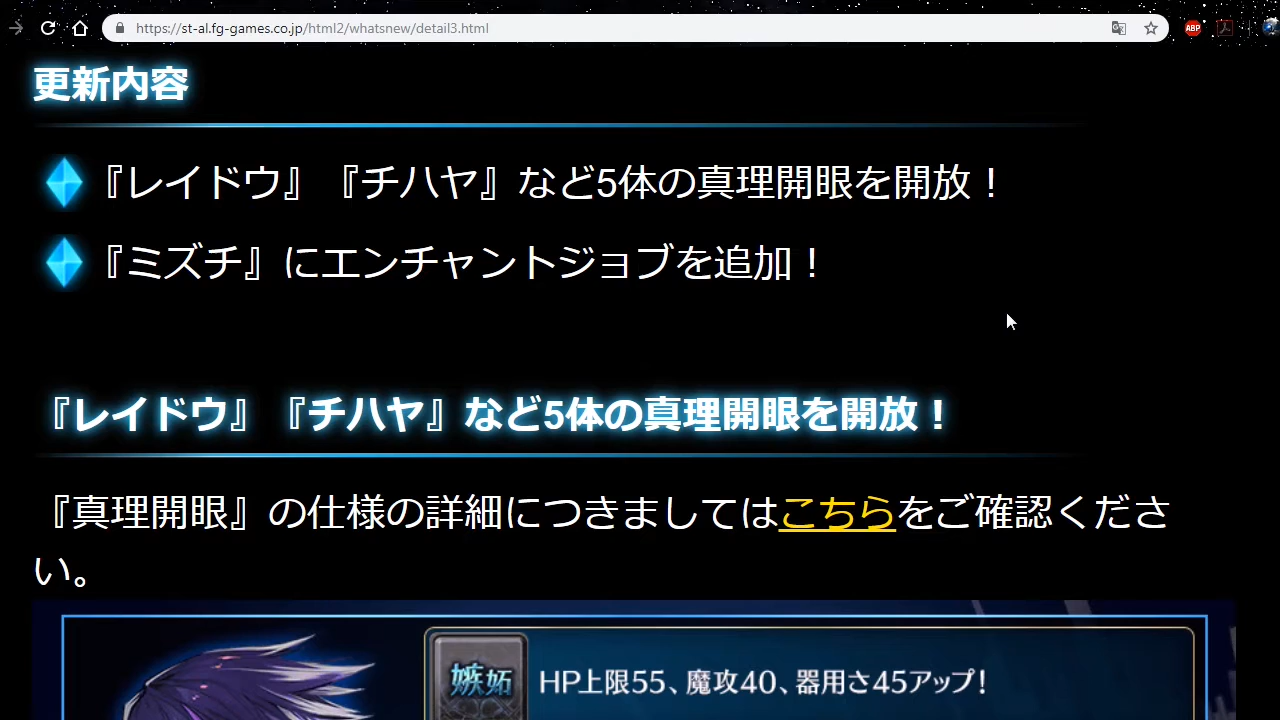 https://st-al.fg-games.co.jp/html2/whatsnew/detail3.html
ABP
更新内容
『レイドウ』『チハヤ』など5体の真理開眼を開放！
『ミズチ』にエンチャントジョブを追加！
『レイドウ』『チハヤ』など5体の真理開眼を開放！
『真理開眼』の仕様の詳細につきましてはこちらをご確認くださ
い。
嫉妬
HP上限55、魔攻40、器用さ45アップ！